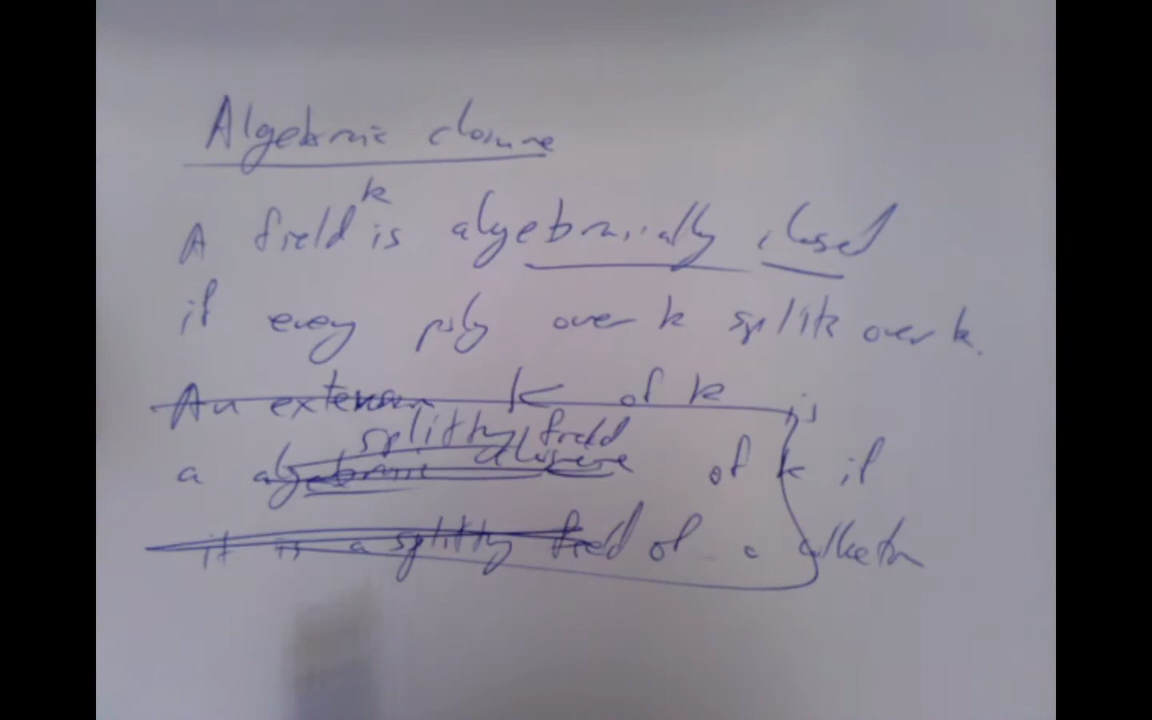 Algebraic closure
A field k is algebraically closed
if every poly over k splits over k.
An extension K of k is
splitting field
a algebraic closure of k if
it is a splitting field of a collection